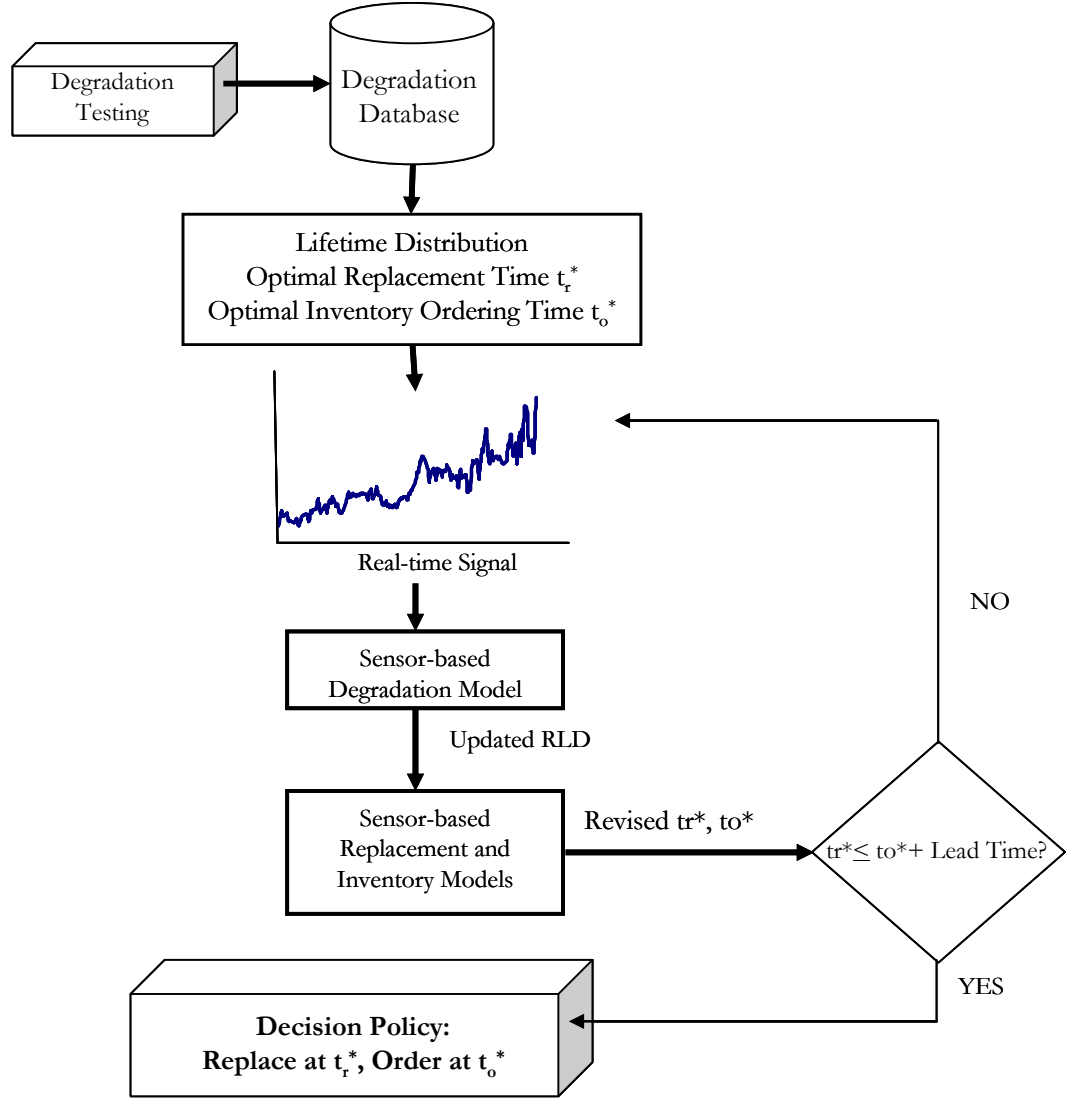 Degradation
Testing
Degradation
Database
Lifetime Distribution
Optimal Replacement Time tᵣ*
Optimal Inventory Ordering Time tₒ*
Real-time Signal
Sensor-based
Degradation Model
Updated RLD
Sensor-based
Replacement and
Inventory Models
Revised tr*, to*
tr*≤ to*+ Lead Time?
NO
YES
Decision Policy:
Replace at tᵣ*, Order at tₒ*